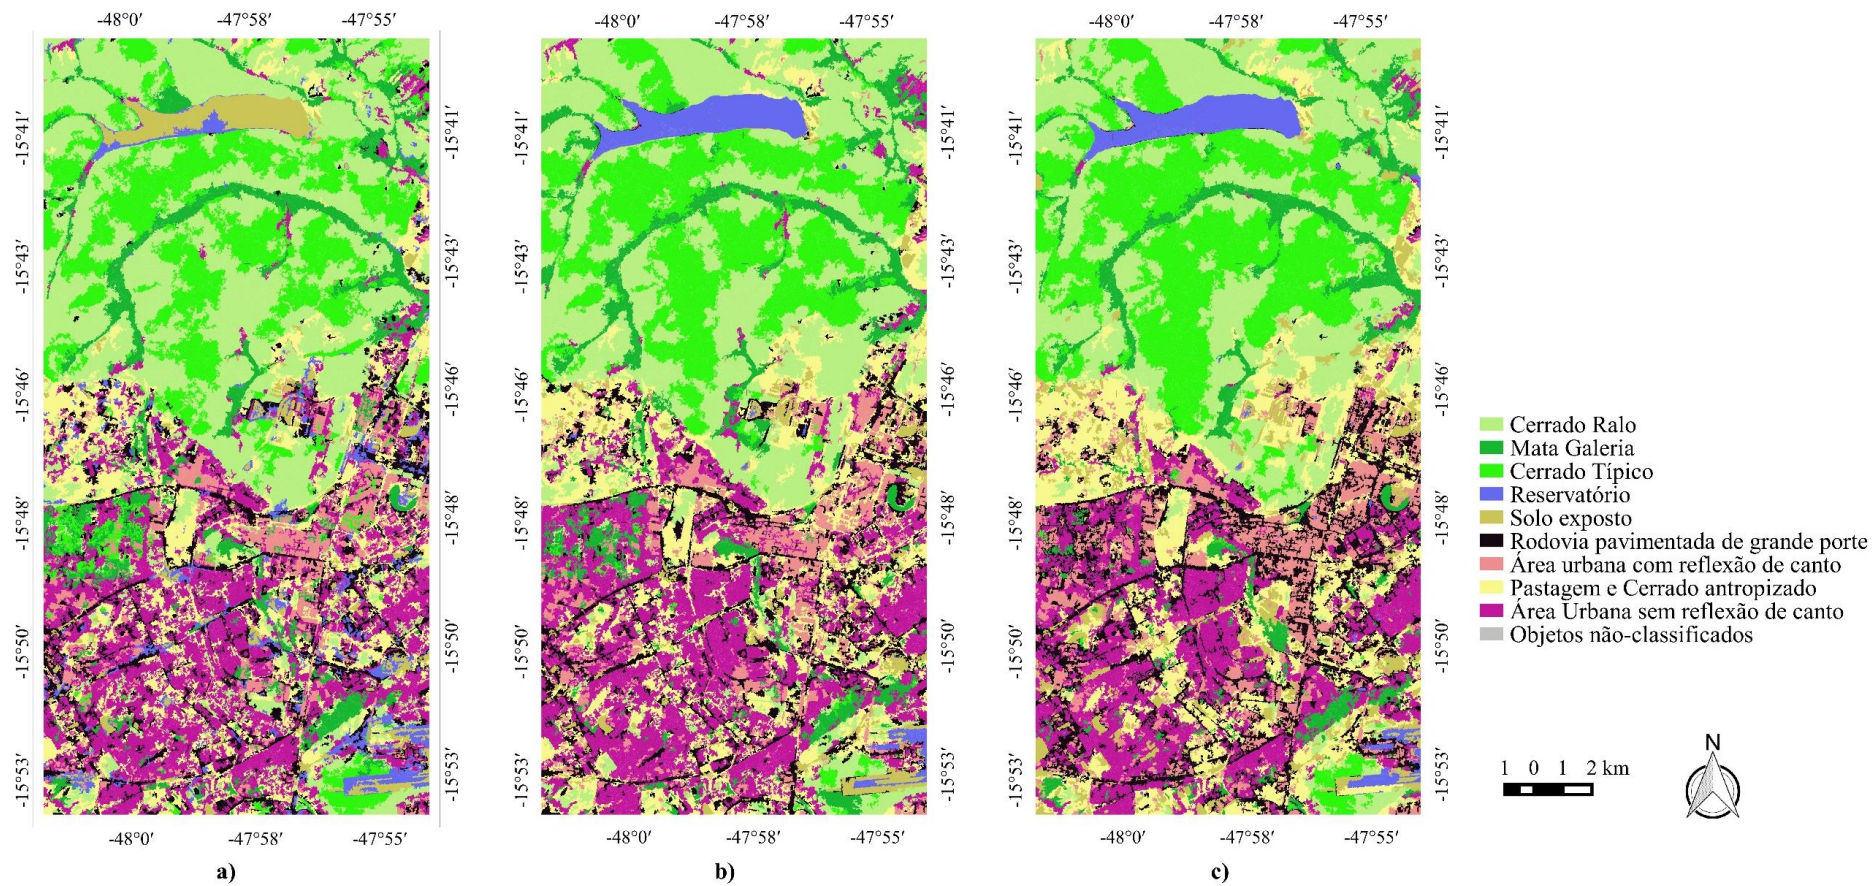 -48°0′ -47°58′ -47°55′ -48°0′ -47°58′ -47°55′ -48°0′ -47°58′ -47°55′
-15°41′ -15°41′ -15°41′ -15°41′ -15°41′ -15°41′
-15°43′ -15°43′ -15°43′ -15°43′ -15°43′ -15°43′
-15°46′ -15°46′ -15°46′ -15°46′ -15°46′ -15°46′
-15°48′ -15°48′ -15°48′ -15°48′ -15°48′ -15°48′
-15°50′ -15°50′ -15°50′ -15°50′ -15°50′ -15°50′
-15°53′ -15°53′ -15°53′ -15°53′ -15°53′ -15°53′
-48°0′ -47°58′ -47°55′ -48°0′ -47°58′ -47°55′ -48°0′ -47°58′ -47°55′
a) b) c)
Cerrado Ralo
Mata Galeria
Cerrado Típico
Reservatório
Solo exposto
Rodovia pavimentada de grande porte
Área urbana com reflexão de canto
Pastagem e Cerrado antropizado
Área Urbana sem reflexão de canto
Objetos não-classificados
N
1 0 1 2 km